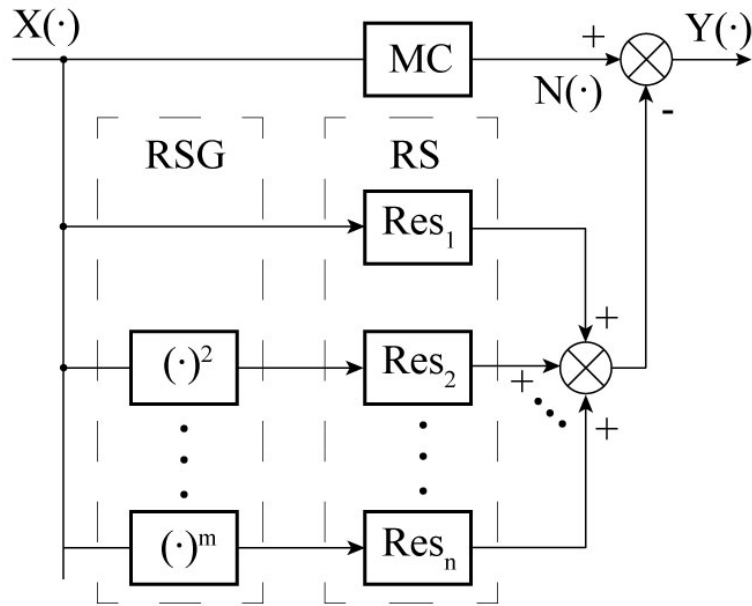 X(·)
MC
+
N(·)
Y(·)
-
RSG
RS
Res₁
+
(·)²
Res₂
+
+
(·)ᵐ
Resₙ